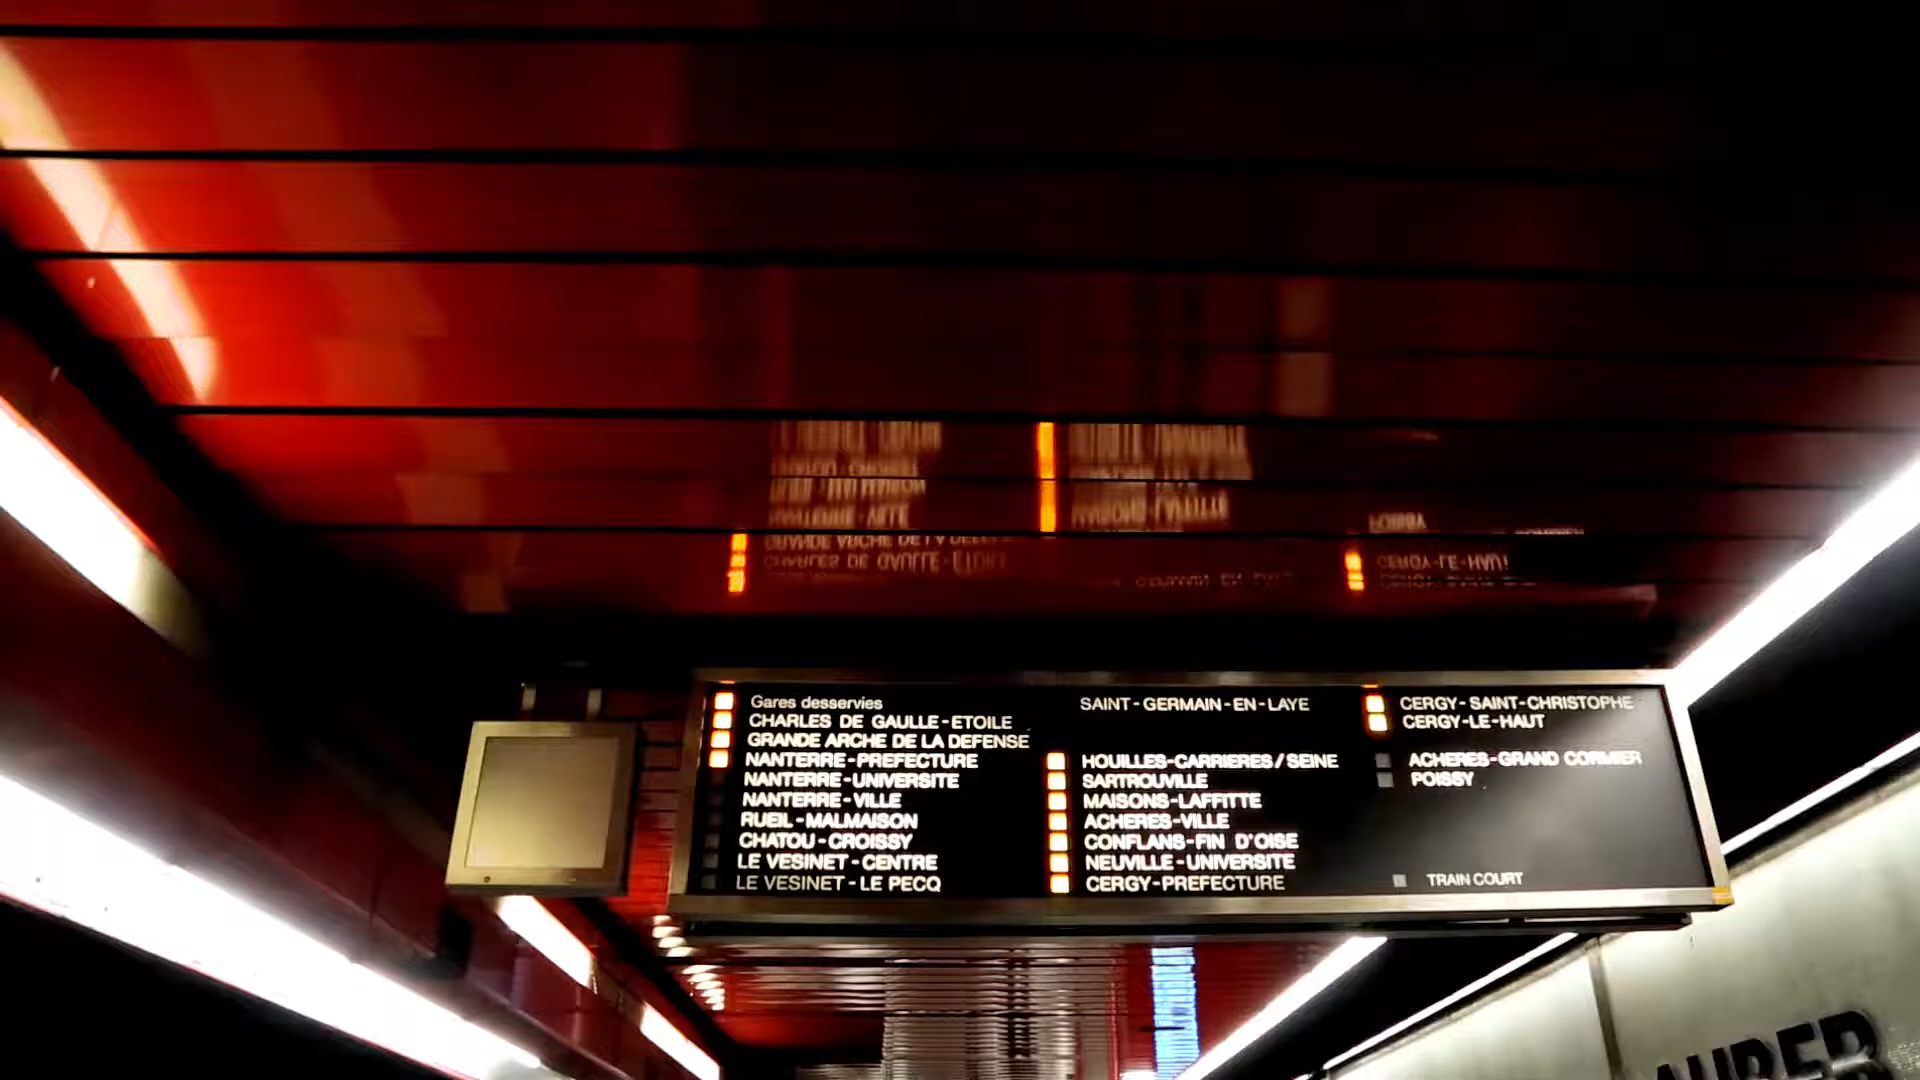 Gares desservies
CHARLES DE GAULLE-ETOILE
GRANDE ARCHE DE LA DEFENSE
NANTERRE-PREFECTURE
NANTERRE-UNIVERSITE
NANTERRE-VILLE
RUEIL-MALMAISON
CHATOU-CROISSY
LE VESINET-CENTRE
LE VESINET-LE PECQ
SAINT-GERMAIN-EN-LAYE
HOUILLES-CARRIERES/SEINE
SARTROUVILLE
MAISONS-LAFFITTE
ACHERES-VILLE
CONFLANS-FIN D'OISE
NEUVILLE-UNIVERSITE
CERGY-PREFECTURE
CERGY-SAINT-CHRISTOPHE
CERGY-LE-HAUT
ACHERES-GRAND CORMIER
POISSY
TRAIN COURT
AUBER